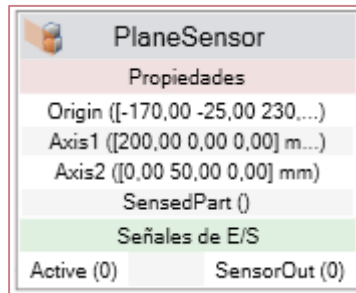 PlaneSensor
Propiedades
Origin ([-170,00 -25,00 230,...)
Axis1 ([200,00 0,00 0,00] m...)
Axis2 ([0,00 50,00 0,00] mm)
SensedPart ()
Señales de E/S
Active (0) SensorOut (0)